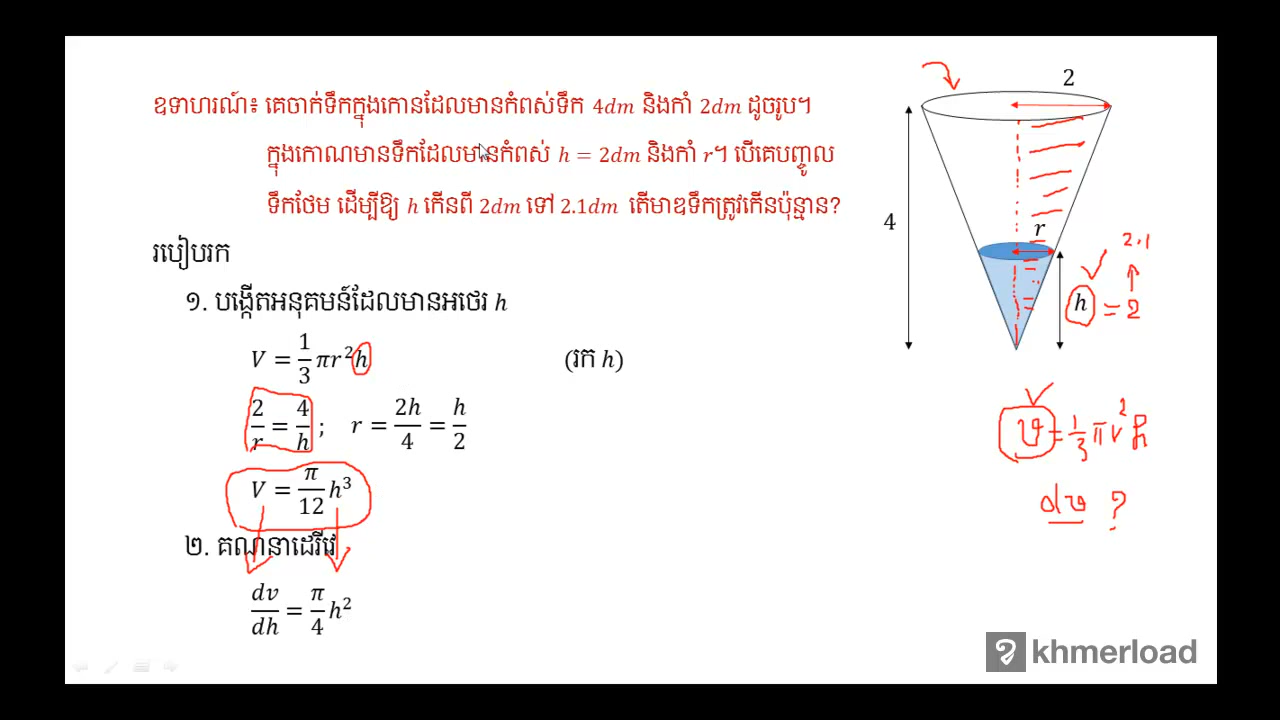 ឧទាហរណ៍៖ គេចាក់ទឹកក្នុងកោនដែលមានកំពស់ទឹក 4dm និងកាំ 2dm ដូចរូប។
ក្នុងកោណមានទឹកដែលមានកំពស់ h = 2dm និងកាំ r។ បើគេបញ្ចូល
ទឹកថែម ដើម្បីឱ្យ h កើនពី 2dm ទៅ 2.1dm តើមាឌទឹកត្រូវកើនប៉ុន្មាន?
របៀបរក
១. បង្កើតអនុគមន៍ដែលមានអថេរ h
V = 1/3 πr²h (រក h)
2/r = 4/h ; r = 2h/4 = h/2
V = π/12 h³
២. គណនាដេរីវេ
dv/dh = π/4 h²
2
4
r
2.1
h = 2
v = 1/3 πr²h
dv ?
khmerload